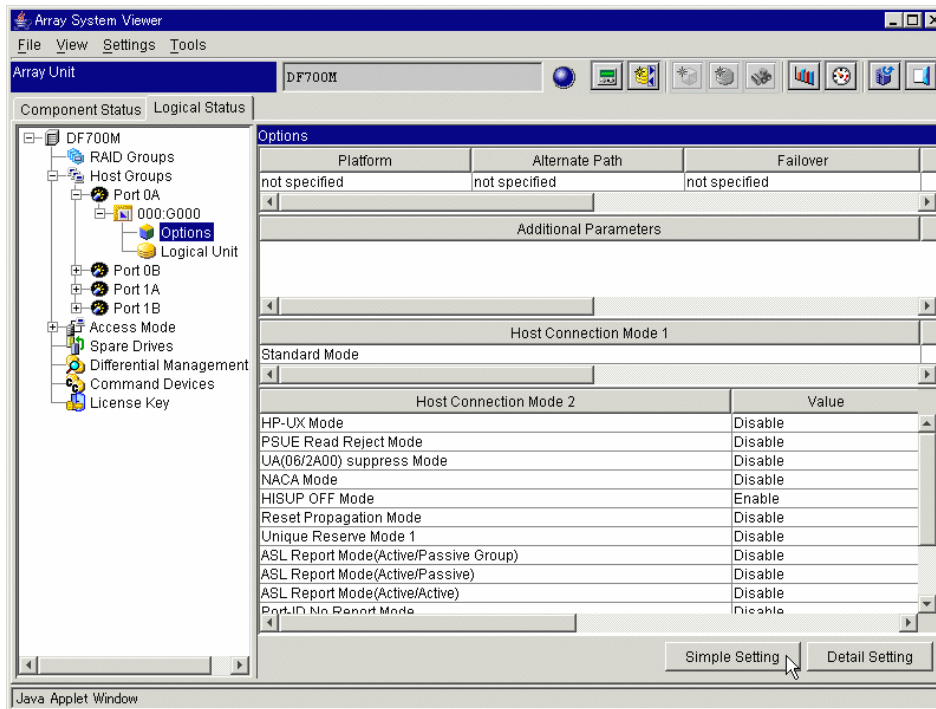 Array System Viewer
File View Settings Tools
Array Unit
DF700M
Component Status Logical Status
DF700M
RAID Groups
Host Groups
Port 0A
000:G000
Options
Logical Unit
Port 0B
Port 1A
Port 1B
Access Mode
Spare Drives
Differential Management
Command Devices
License Key
Options
Platform Alternate Path Failover
not specified not specified not specified
Additional Parameters
Host Connection Mode 1
Standard Mode
Host Connection Mode 2 Value
HP-UX Mode Disable
PSUE Read Reject Mode Disable
UA(06/2A00) suppress Mode Disable
NACA Mode Disable
HISUP OFF Mode Enable
Reset Propagation Mode Disable
Unique Reserve Mode 1 Disable
ASL Report Mode(Active/Passive Group) Disable
ASL Report Mode(Active/Passive) Disable
ASL Report Mode(Active/Active) Disable
Port-ID No Report Mode Disable
Simple Setting Detail Setting
Java Applet Window